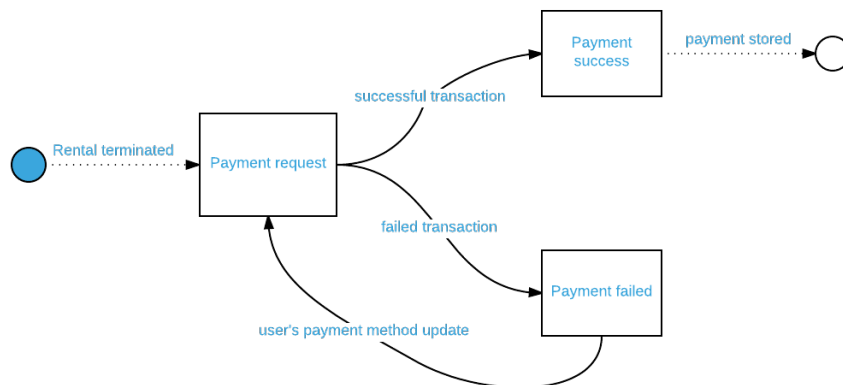 Payment
success
payment stored
successful transaction
Rental terminated
Payment request
failed transaction
Payment failed
user's payment method update